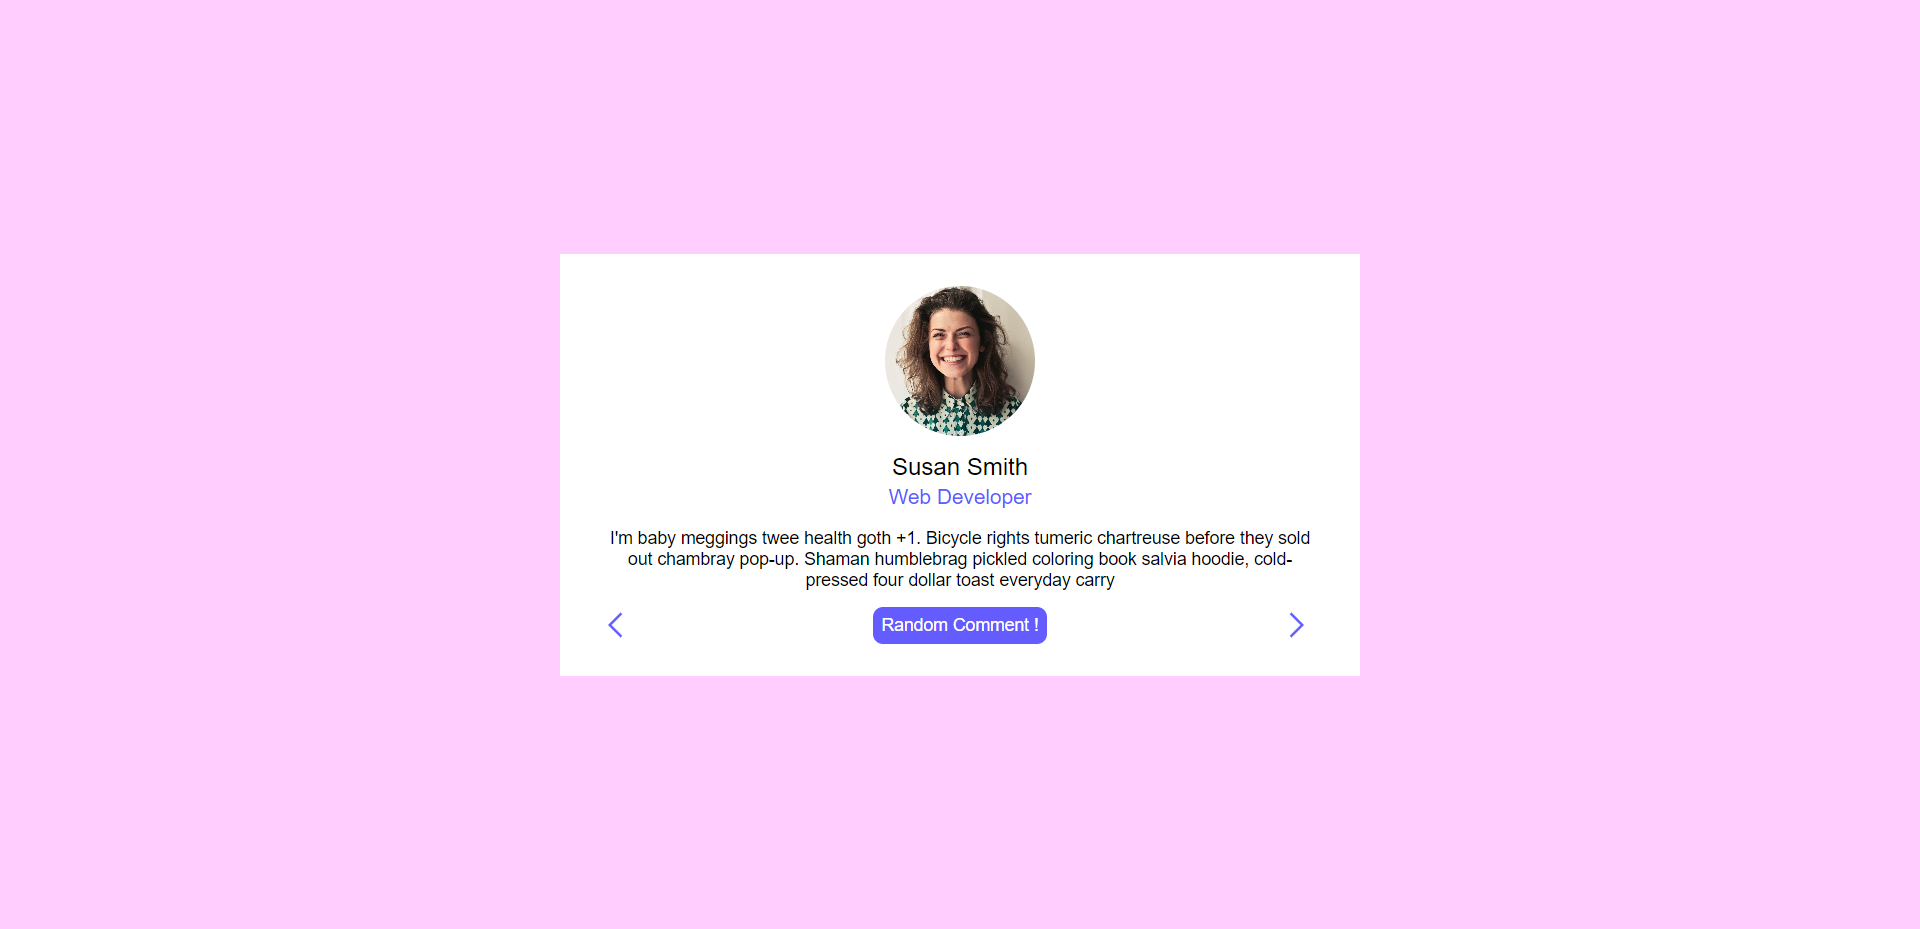 Susan Smith
Web Developer
I'm baby meggings twee health goth +1. Bicycle rights tumeric chartreuse before they sold
out chambray pop-up. Shaman humblebrag pickled coloring book salvia hoodie, cold-
pressed four dollar toast everyday carry
Random Comment !